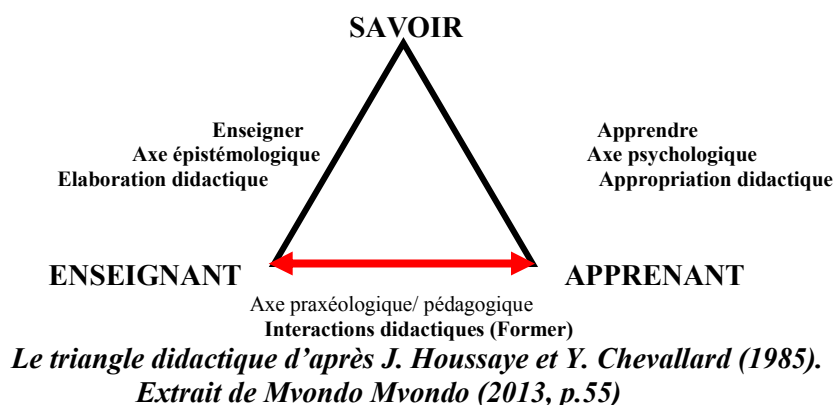 SAVOIR
Enseigner
Axe épistémologique
Elaboration didactique
Apprendre
Axe psychologique
Appropriation didactique
ENSEIGNANT
APPRENANT
Axe praxéologique/ pédagogique
Interactions didactiques (Former)
Le triangle didactique d’après J. Houssaye et Y. Chevallard (1985).
Extrait de Mvondo Mvondo (2013, p.55)